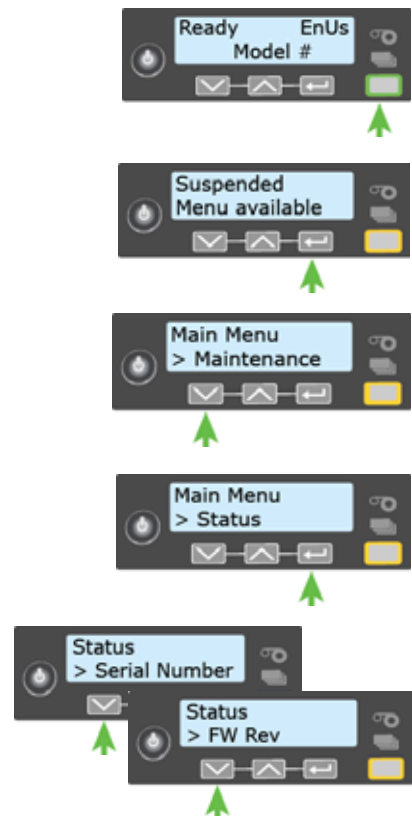 Ready EnUs
Model #
Suspended
Menu available
Main Menu
> Maintenance
Main Menu
> Status
Status
> Serial Number
Status
> FW Rev